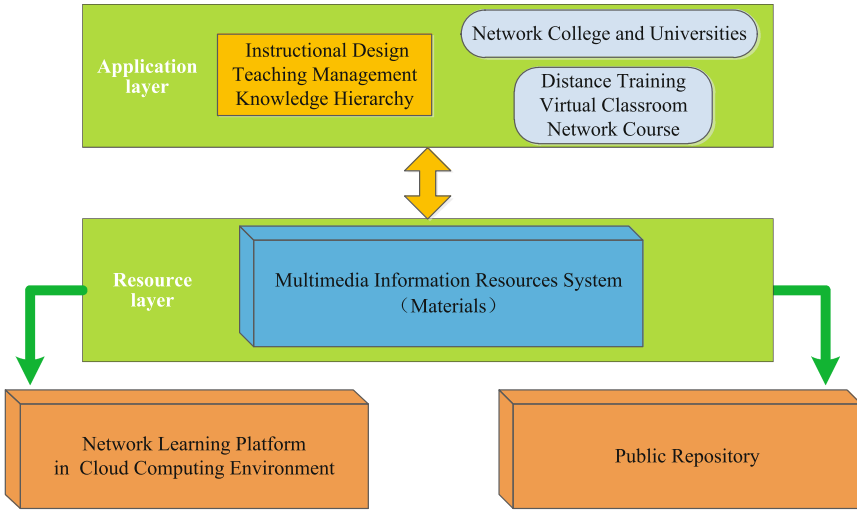 Application
layer
Instructional Design
Teaching Management
Knowledge Hierarchy
Network College and Universities
Distance Training
Virtual Classroom
Network Course
Resource
layer
Multimedia Information Resources System
（Materials）
Network Learning Platform
in Cloud Computing Environment
Public Repository